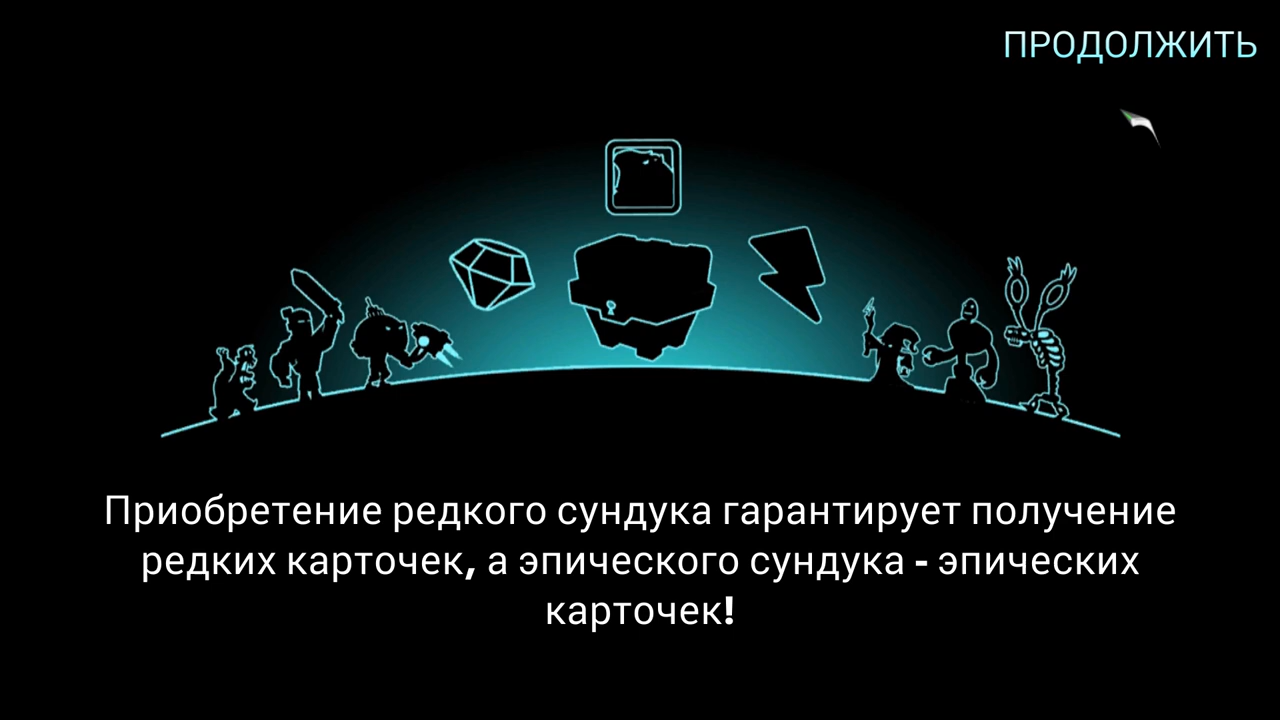 ПРОДОЛЖИТЬ
Приобретение редкого сундука гарантирует получение
редких карточек, а эпического сундука - эпических
карточек!